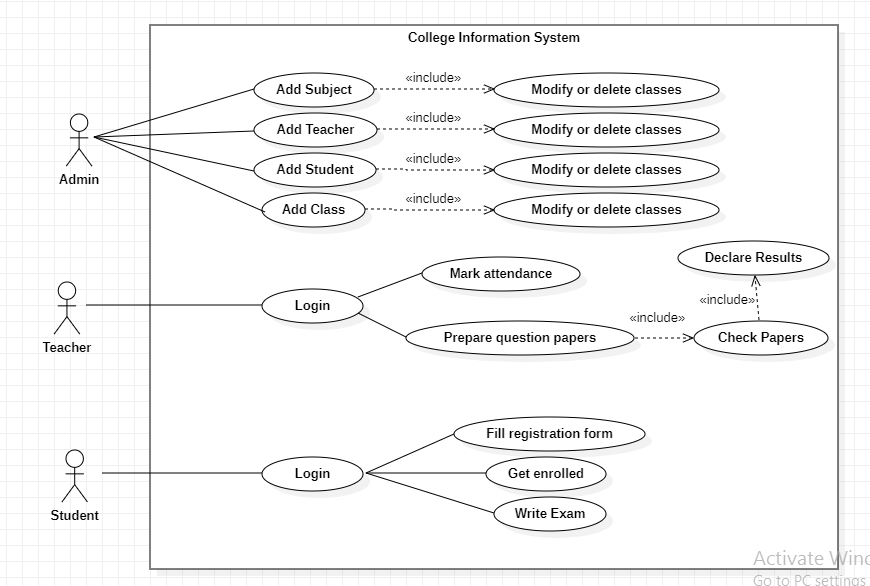 College Information System
Add Subject
«include»
Modify or delete classes
Add Teacher
«include»
Modify or delete classes
Admin
Add Student
«include»
Modify or delete classes
Add Class
«include»
Modify or delete classes
Declare Results
Mark attendance
«include»
Teacher
Login
Prepare question papers
«include»
Check Papers
Fill registration form
Student
Login
Get enrolled
Write Exam
Activate Wind
Go to PC settings